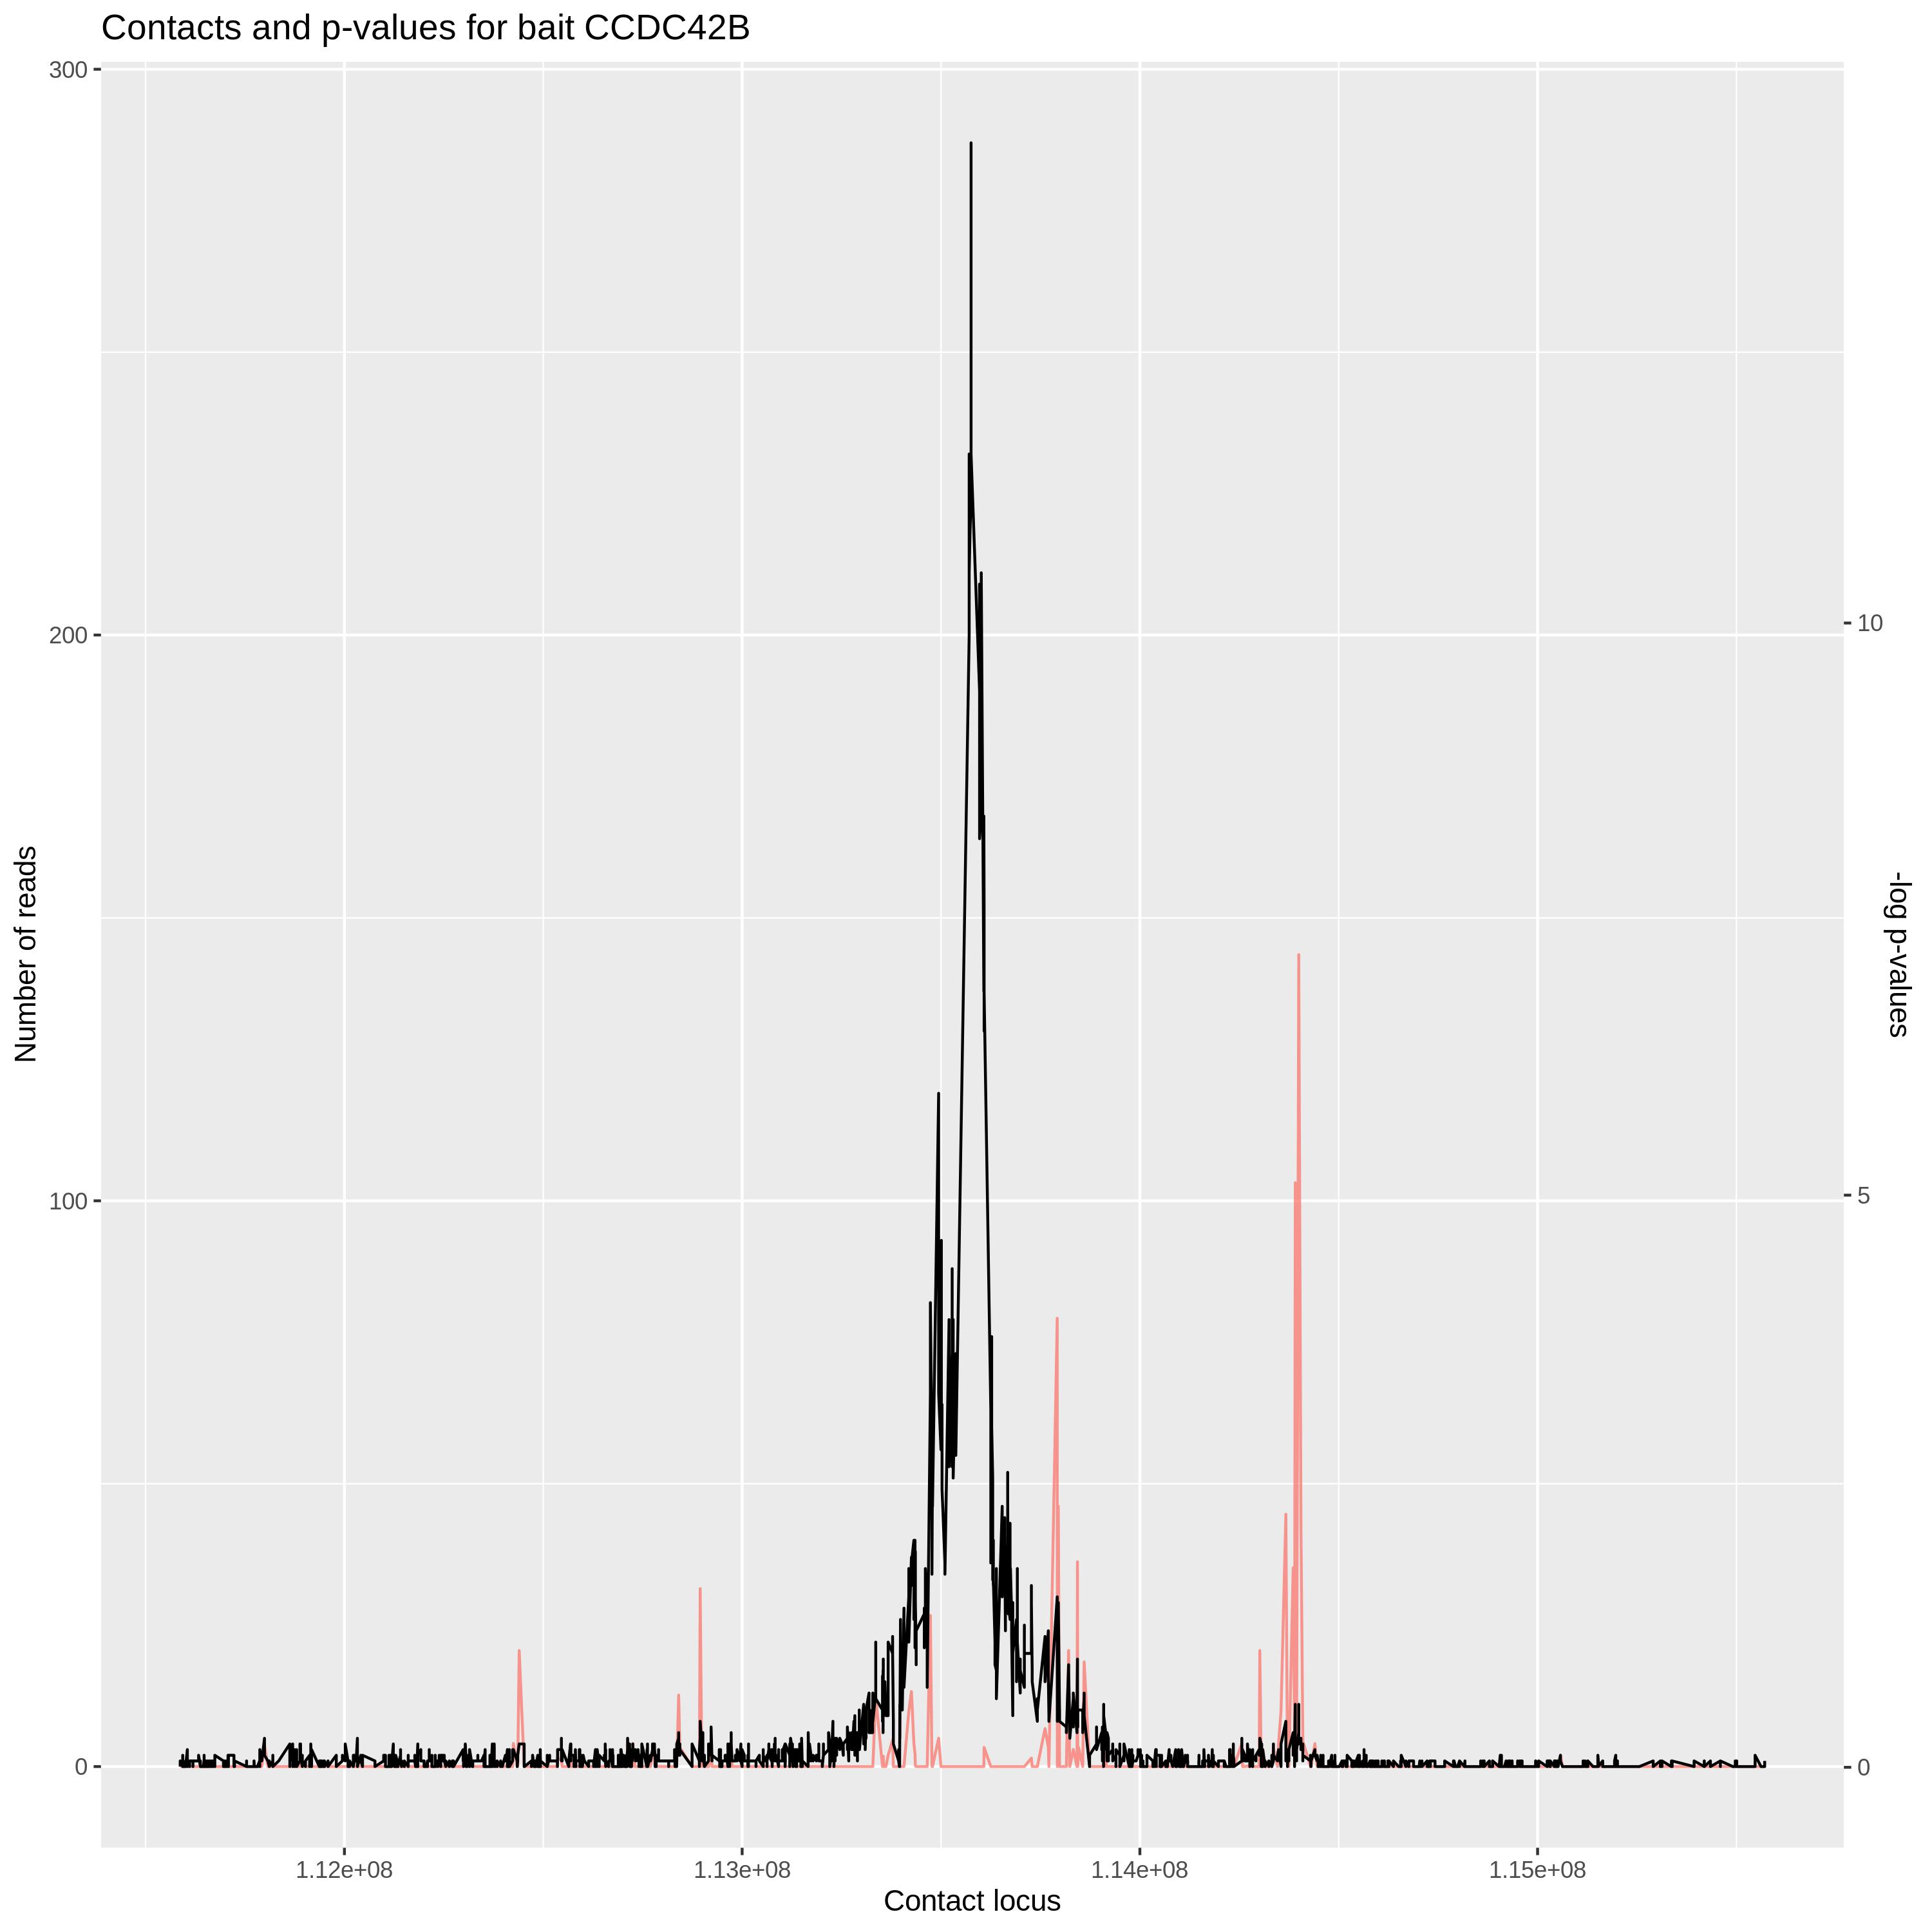 Contacts and p-values for bait CCDC42B
300
200
100
0
Number of reads
10
5
0
-log p-values
1.12e+08
1.13e+08
1.14e+08
1.15e+08
Contact locus